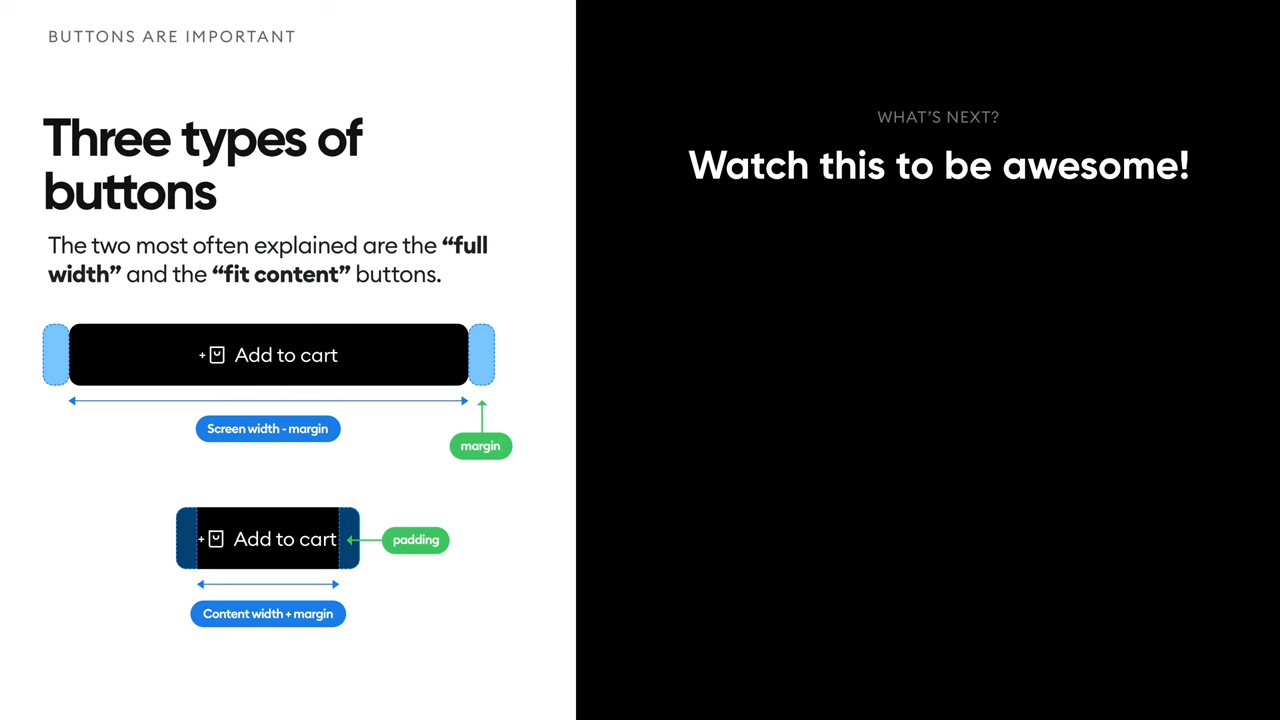 BUTTONS ARE IMPORTANT
Three types of
buttons
The two most often explained are the “full
width” and the “fit content” buttons.
+ Add to cart
Screen width - margin
margin
+ Add to cart
padding
Content width + margin
WHAT’S NEXT?
Watch this to be awesome!